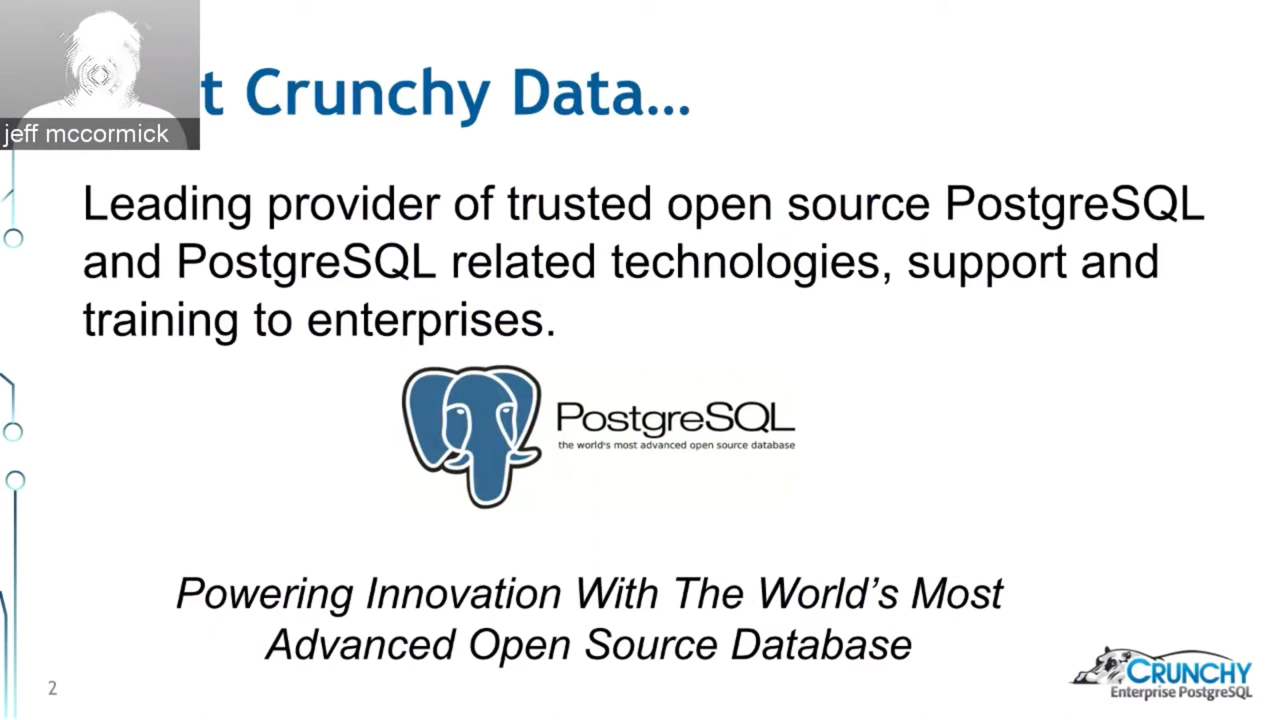 t Crunchy Data...
jeff mccormick
Leading provider of trusted open source PostgreSQL
and PostgreSQL related technologies, support and
training to enterprises.
PostgreSQL
the world's most advanced open source database
Powering Innovation With The World's Most
Advanced Open Source Database
2
CRUNCHY
Enterprise PostgreSQL